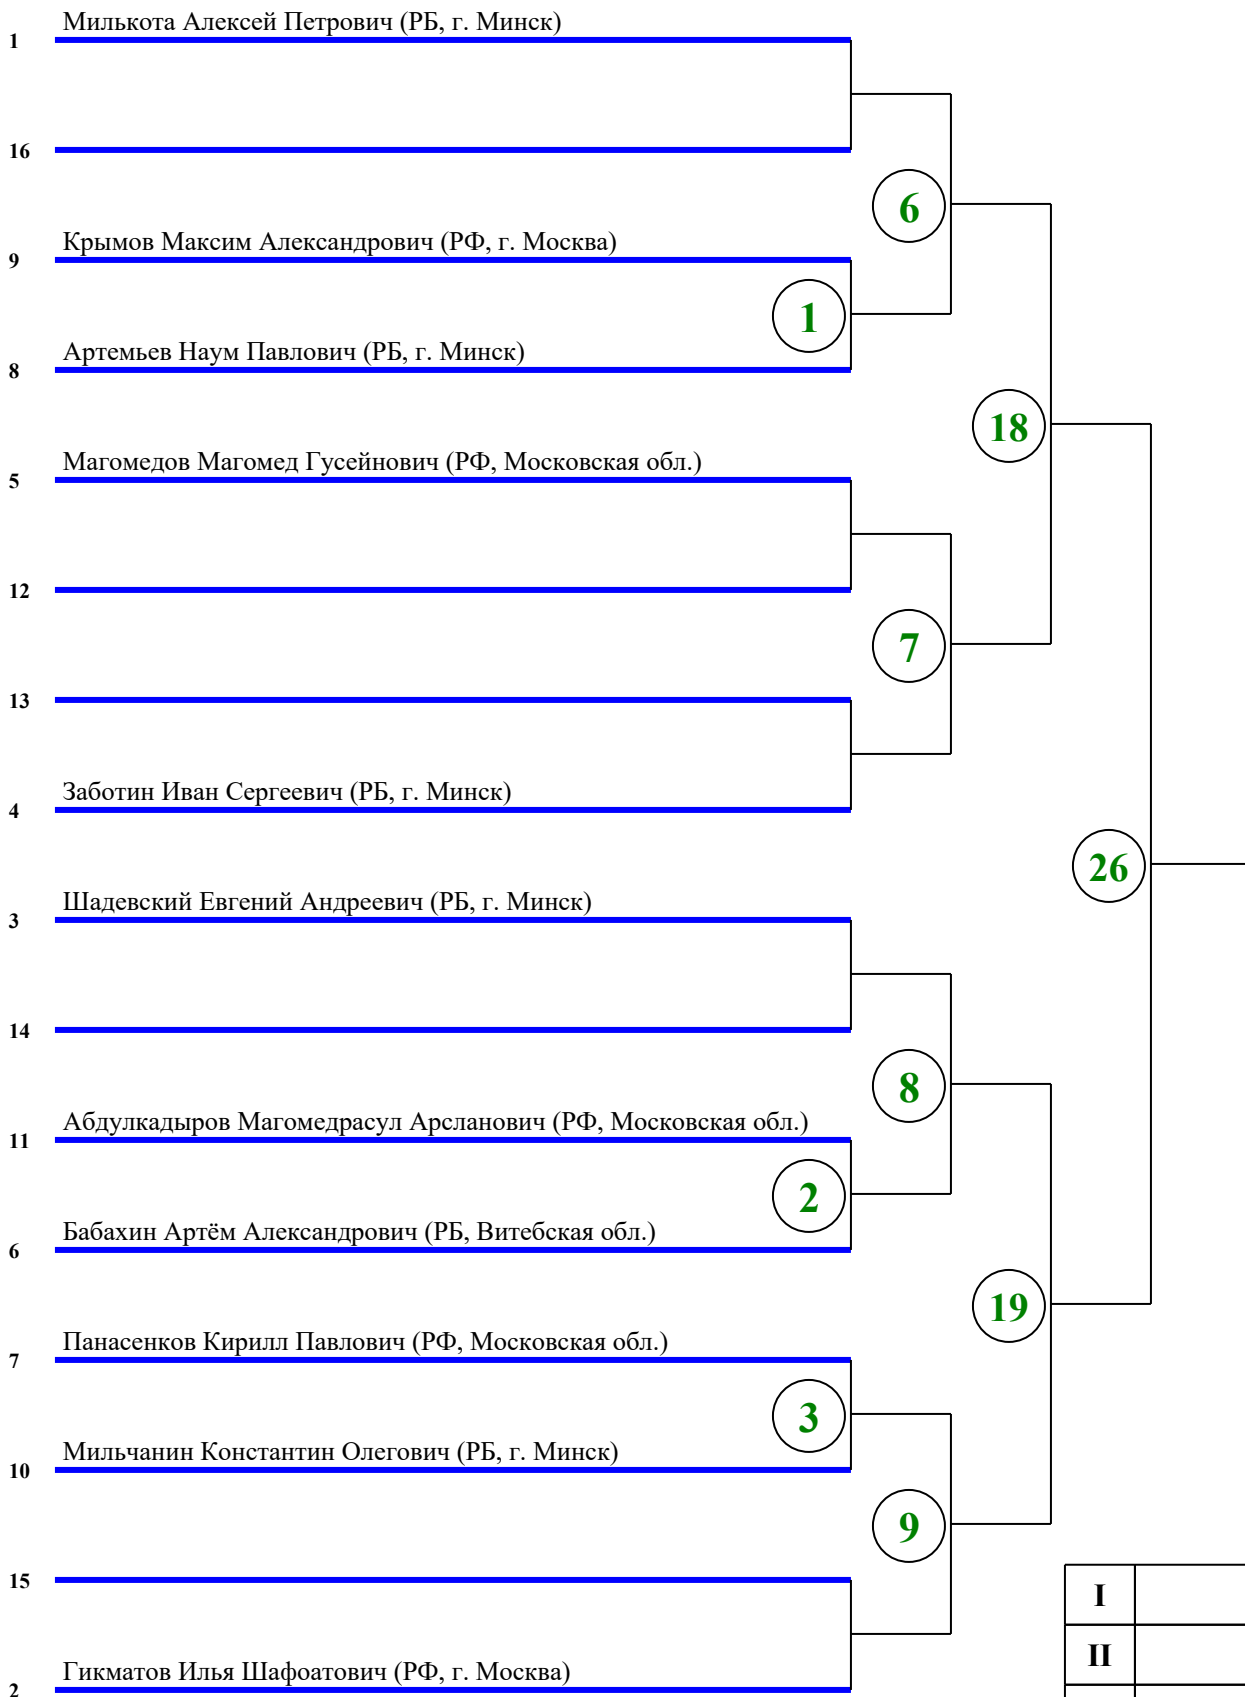 Милькота Алексей Петрович (РБ, г. Минск)
1
16
6
Крымов Максим Александрович (РФ, г. Москва)
9
1
Артемьев Наум Павлович (РБ, г. Минск)
8
18
Магомедов Магомед Гусейнович (РФ, Московская обл.)
5
12
7
13
Заботин Иван Сергеевич (РБ, г. Минск)
4
26
Шадевский Евгений Андреевич (РБ, г. Минск)
3
14
8
Абдулкадыров Магомедрасул Арсланович (РФ, Московская обл.)
11
2
Бабахин Артём Александрович (РБ, Витебская обл.)
6
19
Панасенков Кирилл Павлович (РФ, Московская обл.)
7
3
Мильчанин Константин Олегович (РБ, г. Минск)
10
9
15
I
II
Гикматов Илья Шафоатович (РФ, г. Москва)
2